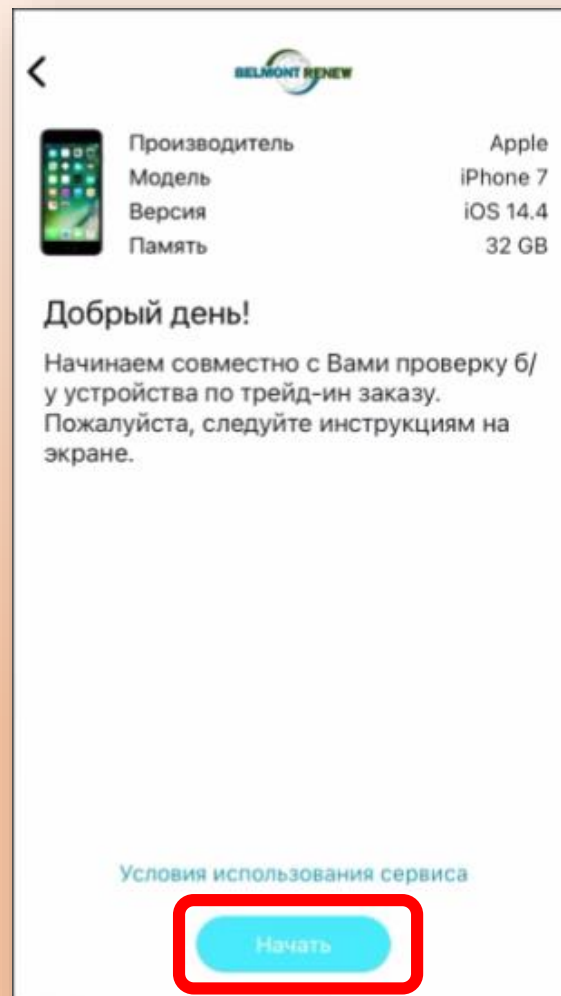 BELMONT RENEW
Производитель Apple
Модель iPhone 7
Версия iOS 14.4
Память 32 GB
Добрый день!
Начинаем совместно с Вами проверку б/
у устройства по трейд-ин заказу.
Пожалуйста, следуйте инструкциям на
экране.
Условия использования сервиса
Начать